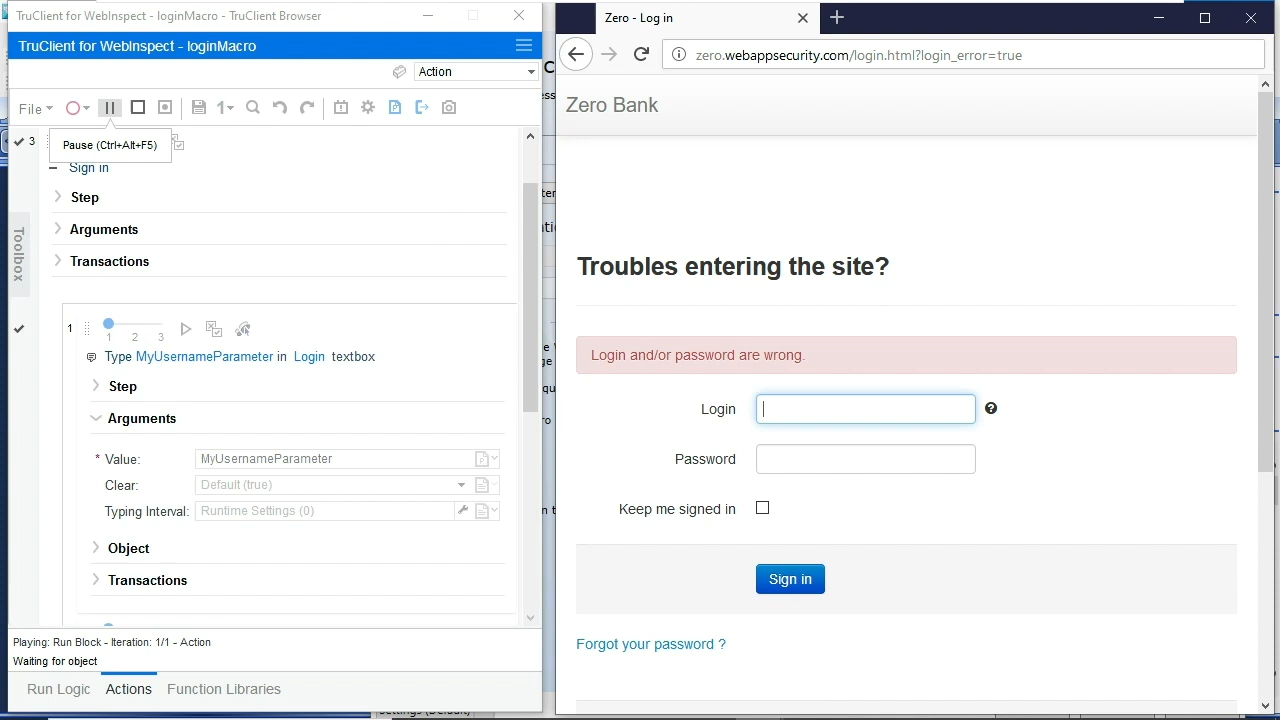 TruClient for WebInspect - loginMacro - TruClient Browser
TruClient for WebInspect - loginMacro
Action
File
1
Pause (Ctrl+Alt+F5)
3
Sign in
Step
Arguments
Transactions
Toolbox
1
1 2 3
Type MyUsernameParameter in Login textbox
Step
Arguments
* Value: MyUsernameParameter
Clear: Default (true)
Typing Interval: Runtime Settings (0)
Object
Transactions
Playing: Run Block - Iteration: 1/1 - Action
Waiting for object
Run Logic Actions Function Libraries
Zero - Log in
zero.webappsecurity.com/login.html?login_error=true
Zero Bank
Troubles entering the site?
Login and/or password are wrong.
Login
Password
Keep me signed in
Sign in
Forgot your password ?